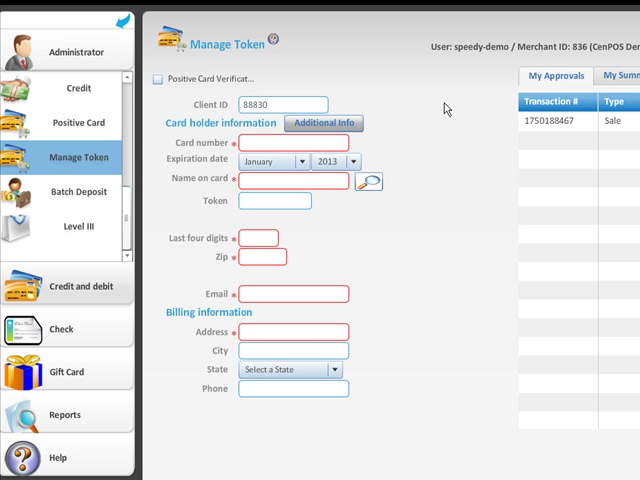 Administrator
Credit
Positive Card
Manage Token
Batch Deposit
Level III
Credit and debit
Check
Gift Card
Reports
Help
Manage Token
User: speedy-demo / Merchant ID: 836 (CenPOS Der
Positive Card Verificat...
Client ID 88830
Card holder information Additional Info
Card number *
Expiration date January 2013
Name on card *
Token
Last four digits *
Zip *
Email *
Billing information
Address *
City
State Select a State
Phone
My Approvals My Summ
Transaction # Type
1750188467 Sale